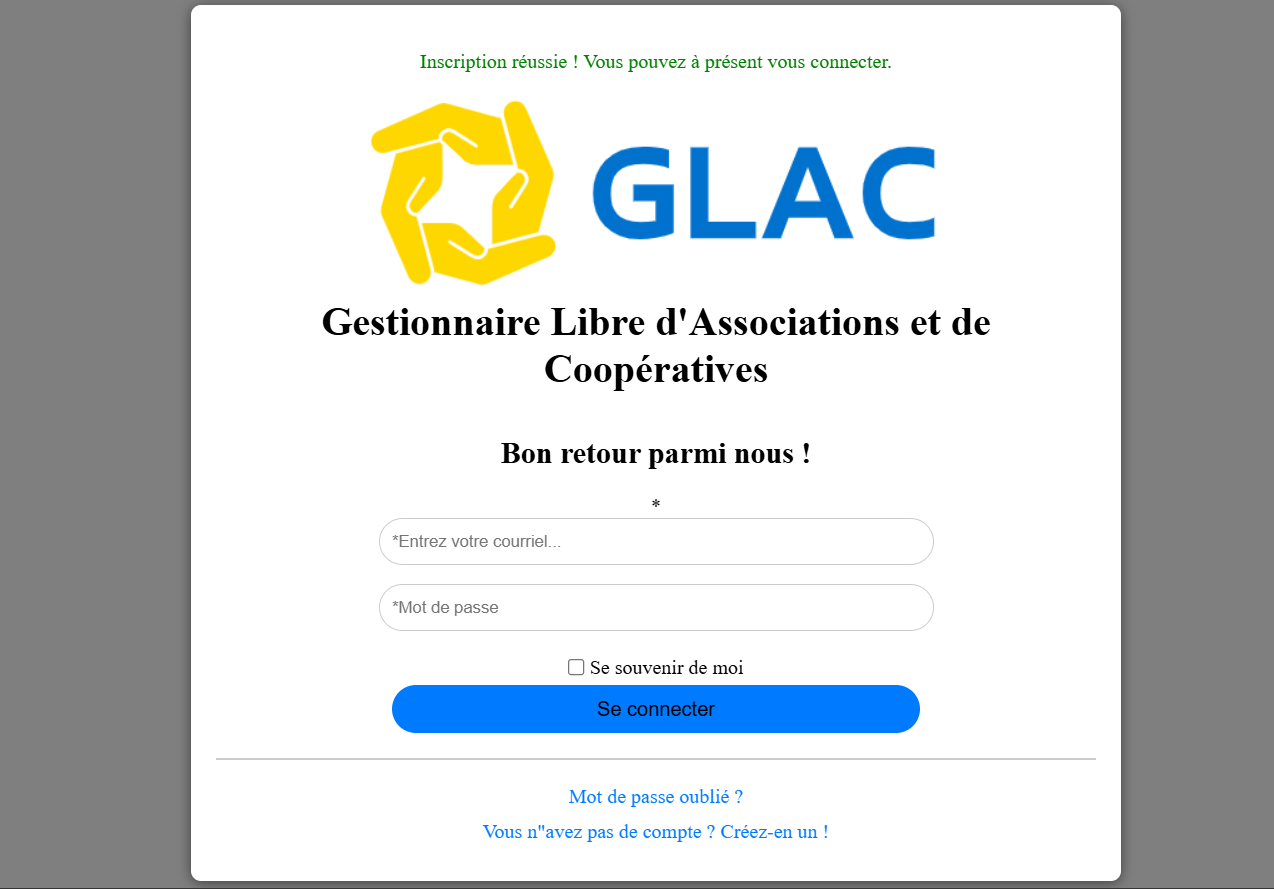 Inscription réussie ! Vous pouvez à présent vous connecter.
GLAC
Gestionnaire Libre d'Associations et de
Coopératives
Bon retour parmi nous !
*
*Entrez votre courriel...
*Mot de passe
Se souvenir de moi
Se connecter
Mot de passe oublié ?
Vous n"avez pas de compte ? Créez-en un !